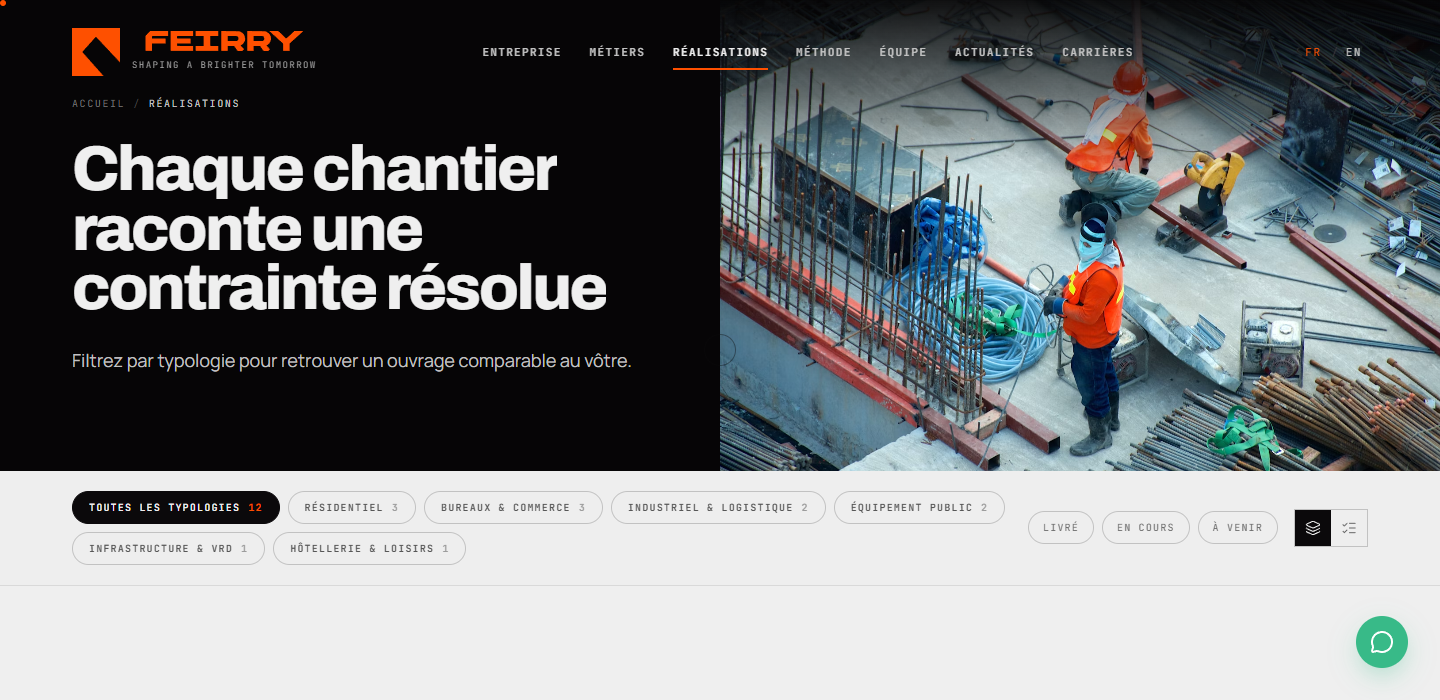 FEIRRY
SHAPING A BRIGHTER TOMORROW
ENTREPRISE MÉTIERS RÉALISATIONS MÉTHODE ÉQUIPE ACTUALITÉS CARRIÈRES
FR / EN
ACCUEIL / RÉALISATIONS
Chaque chantier
raconte une
contrainte résolue
Filtrez par typologie pour retrouver un ouvrage comparable au vôtre.
TOUTES LES TYPOLOGIES 12 RÉSIDENTIEL 3 BUREAUX & COMMERCE 3 INDUSTRIEL & LOGISTIQUE 2 ÉQUIPEMENT PUBLIC 2
INFRASTRUCTURE & VRD 1 HÔTELLERIE & LOISIRS 1
LIVRÉ EN COURS À VENIR